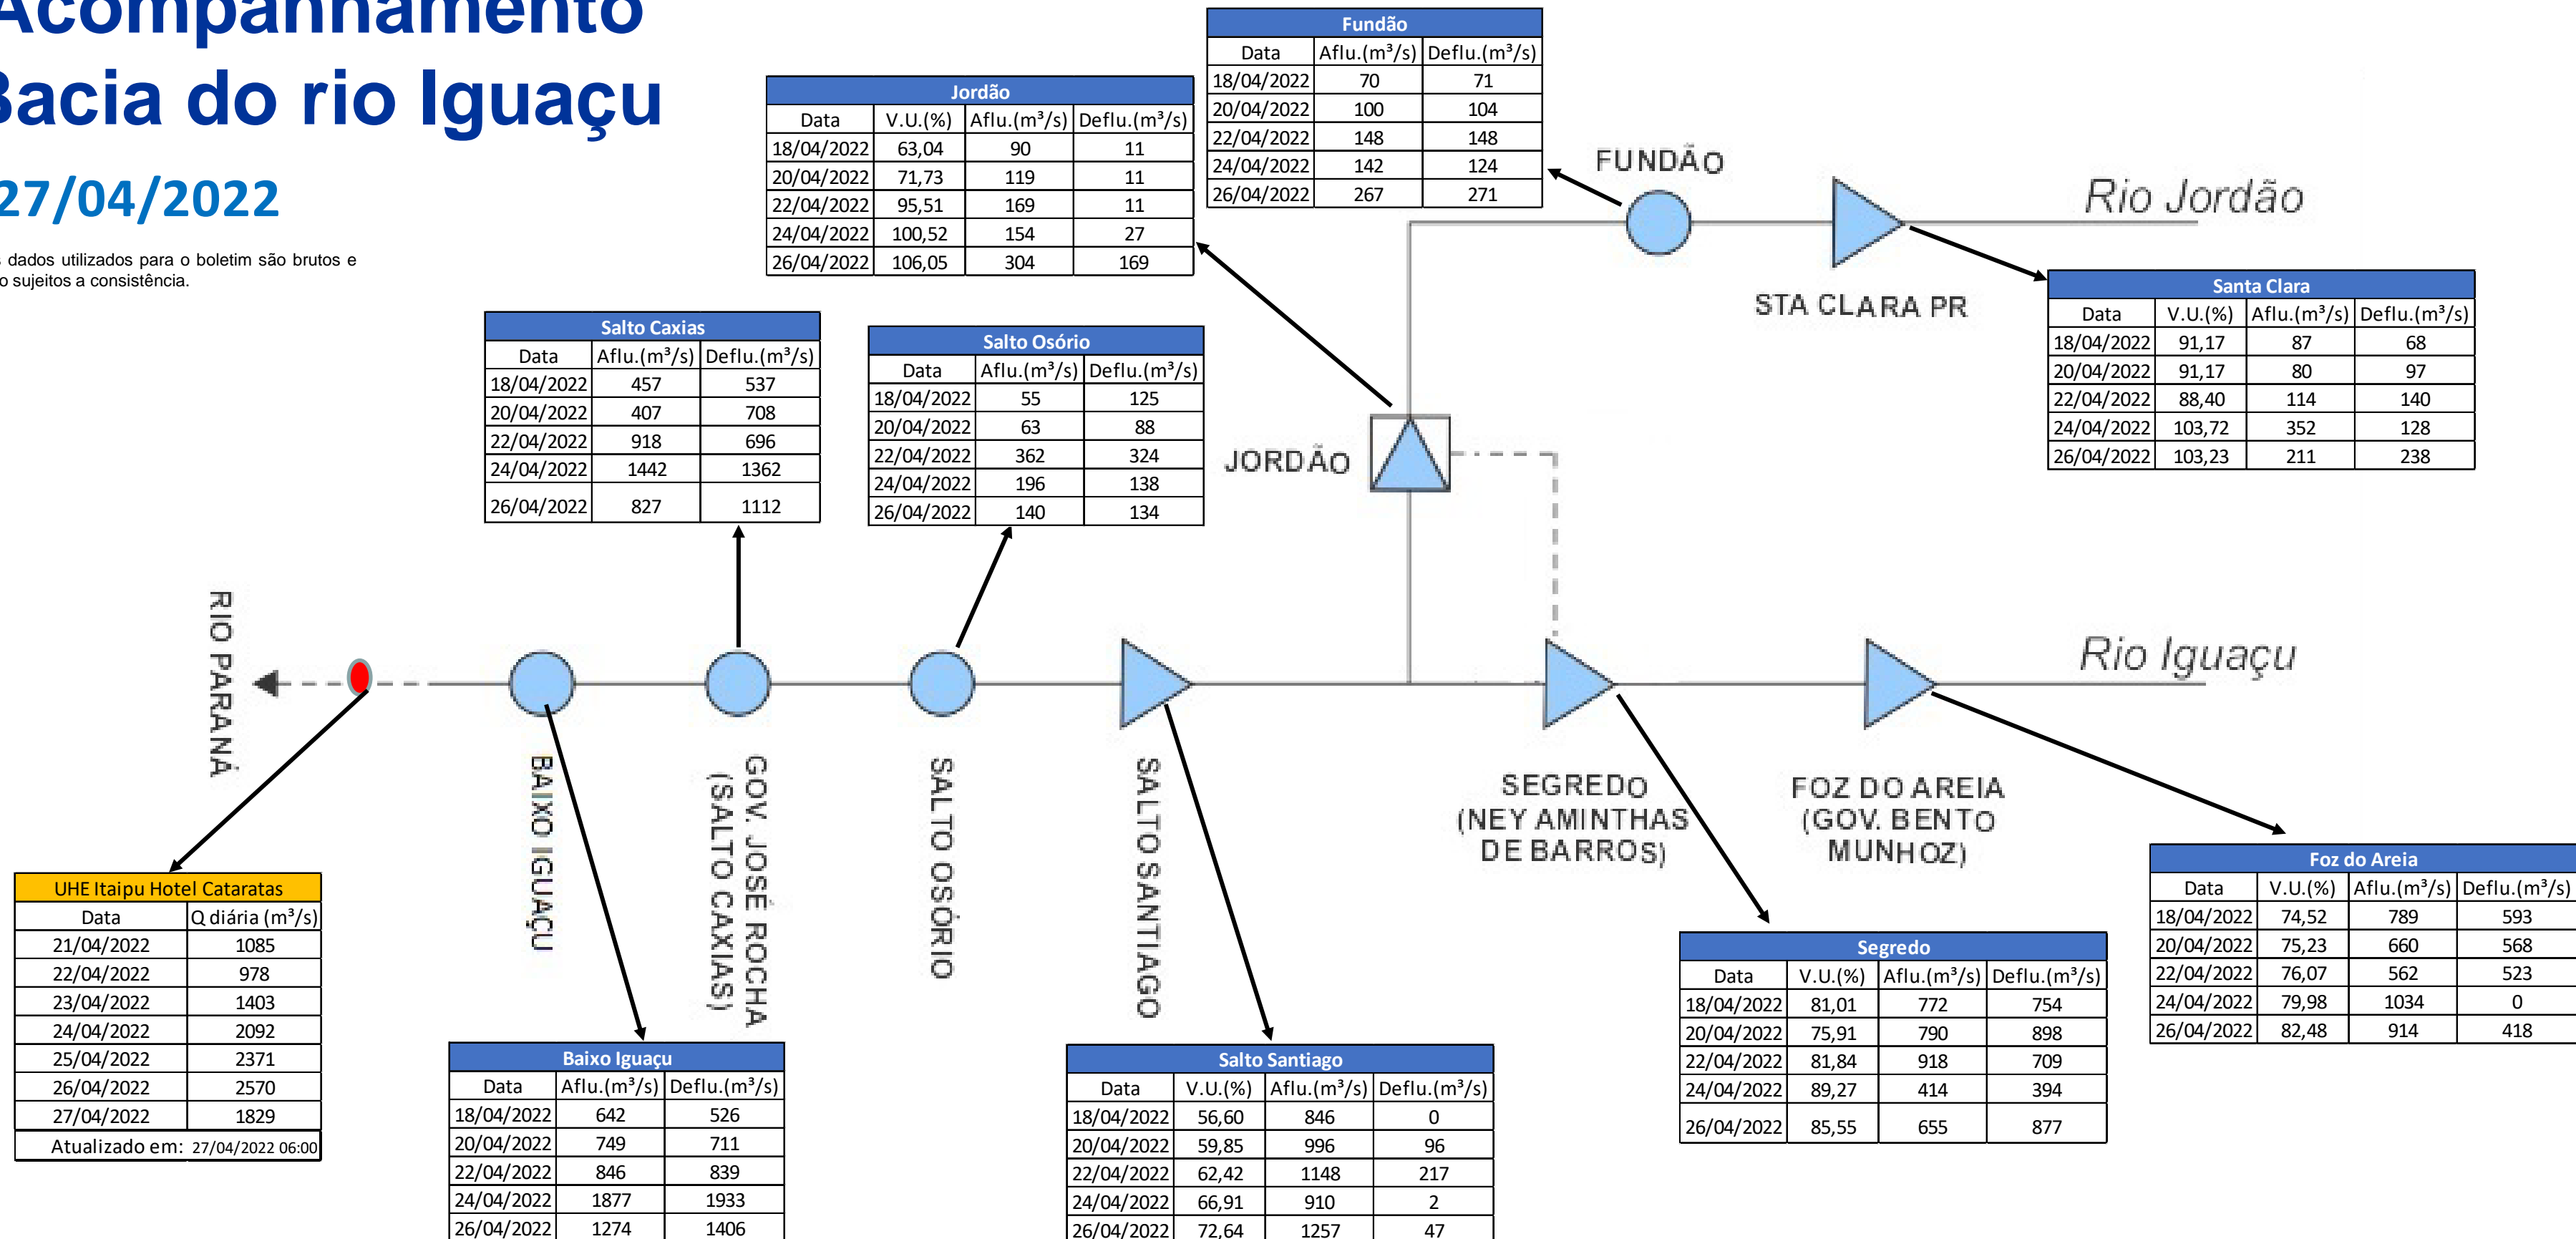 Acompanhamento
Bacia do rio Iguaçu
27/04/2022
dados utilizados para o boletim são brutos e
sujeitos a consistência.
Fundão
Data Aflu.(m³/s) Deflu.(m³/s)
18/04/2022 70 71
20/04/2022 100 104
22/04/2022 148 148
24/04/2022 142 124
26/04/2022 267 271
Jordão
Data V.U.(%) Aflu.(m³/s) Deflu.(m³/s)
18/04/2022 63,04 90 11
20/04/2022 71,73 119 11
22/04/2022 95,51 169 11
24/04/2022 100,52 154 27
26/04/2022 106,05 304 169
FUNDÃO
Rio Jordão
STA CLARA PR
Santa Clara
Data V.U.(%) Aflu.(m³/s) Deflu.(m³/s)
18/04/2022 91,17 87 68
20/04/2022 91,17 80 97
22/04/2022 88,40 114 140
24/04/2022 103,72 352 128
26/04/2022 103,23 211 238
Salto Caxias
Data Aflu.(m³/s) Deflu.(m³/s)
18/04/2022 457 537
20/04/2022 407 708
22/04/2022 918 696
24/04/2022 1442 1362
26/04/2022 827 1112
Salto Osório
Data Aflu.(m³/s) Deflu.(m³/s)
18/04/2022 55 125
20/04/2022 63 88
22/04/2022 362 324
24/04/2022 196 138
26/04/2022 140 134
JORDÃO
RIO PARANÁ
Rio Iguaçu
BAIXO IGUAÇU
GOV. JOSÉ ROCHA
(SALTO CAXIAS)
SALTO OSÓRIO
SALTO SANTIAGO
SEGREDO
(NEY AMINTHAS
DE BARROS)
FOZ DO AREIA
(GOV. BENTO
MUNHOZ)
UHE Itaipu Hotel Cataratas
Data Q diária (m³/s)
21/04/2022 1085
22/04/2022 978
23/04/2022 1403
24/04/2022 2092
25/04/2022 2371
26/04/2022 2570
27/04/2022 1829
Atualizado em: 27/04/2022 06:00
Baixo Iguaçu
Data Aflu.(m³/s) Deflu.(m³/s)
18/04/2022 642 526
20/04/2022 749 711
22/04/2022 846 839
24/04/2022 1877 1933
26/04/2022 1274 1406
Salto Santiago
Data V.U.(%) Aflu.(m³/s) Deflu.(m³/s)
18/04/2022 56,60 846 0
20/04/2022 59,85 996 96
22/04/2022 62,42 1148 217
24/04/2022 66,91 910 2
26/04/2022 72,64 1257 47
Segredo
Data V.U.(%) Aflu.(m³/s) Deflu.(m³/s)
18/04/2022 81,01 772 754
20/04/2022 75,91 790 898
22/04/2022 81,84 918 709
24/04/2022 89,27 414 394
26/04/2022 85,55 655 877
Foz do Areia
Data V.U.(%) Aflu.(m³/s) Deflu.(m³/s)
18/04/2022 74,52 789 593
20/04/2022 75,23 660 568
22/04/2022 76,07 562 523
24/04/2022 79,98 1034 0
26/04/2022 82,48 914 418